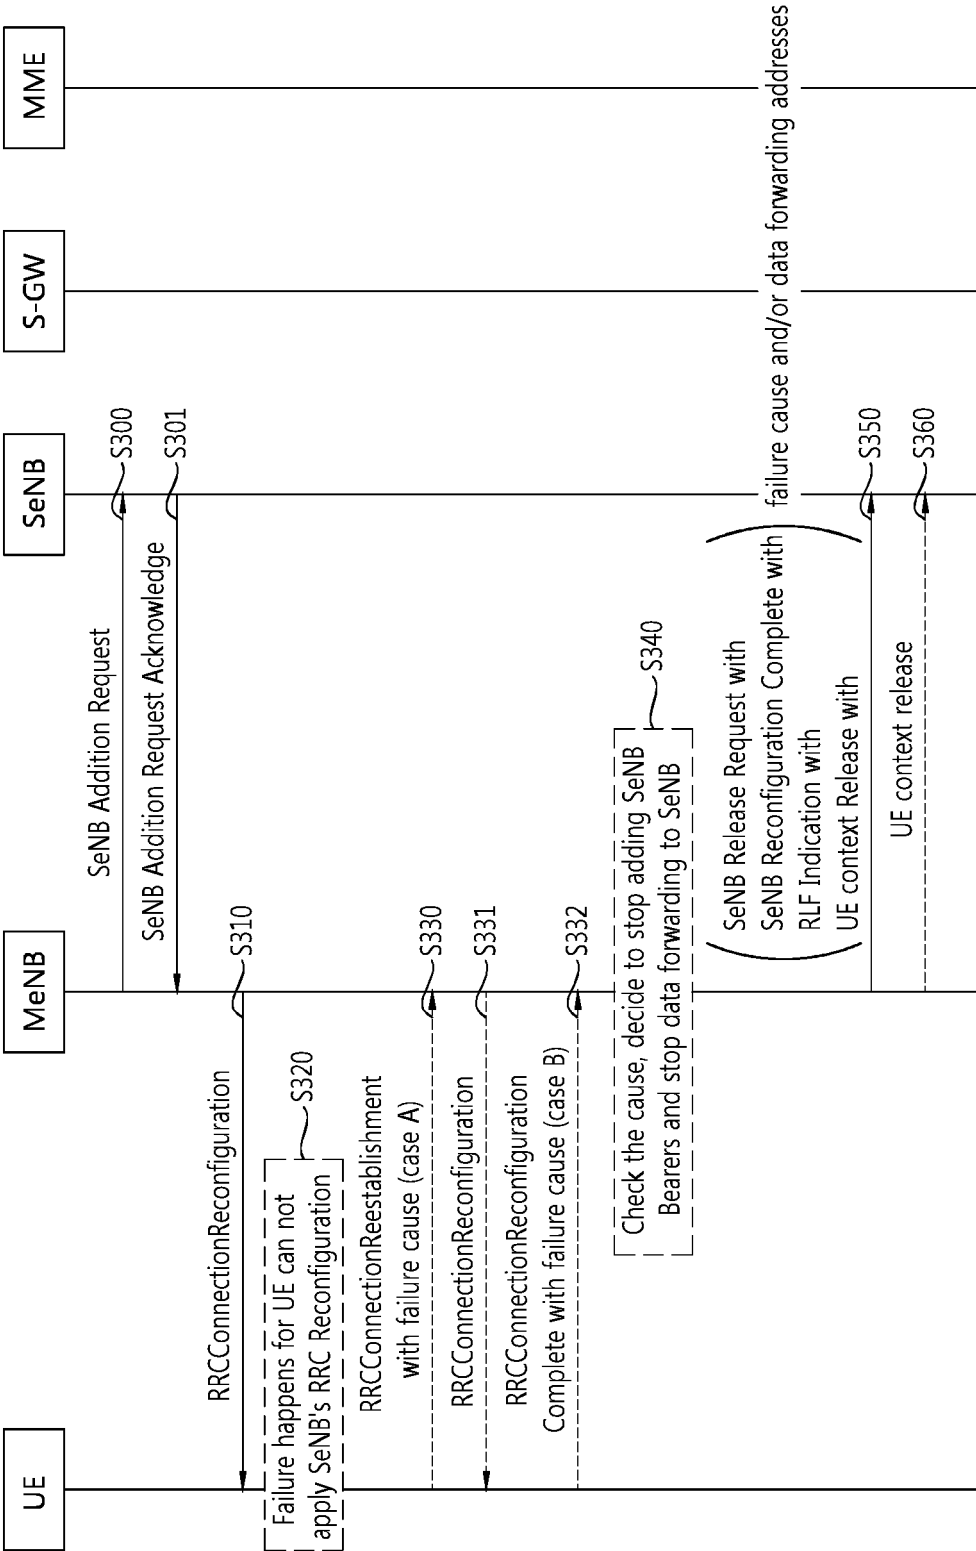 UE
MeNB
SeNB
S-GW
MME
SeNB Addition Request
S300
SeNB Addition Request Acknowledge
S301
RRCConnectionReconfiguration
S310
Failure happens for UE can not
apply SeNB's RRC Reconfiguration
S320
RRCConnectionReestablishment
with failure cause (case A)
S330
RRCConnectionReconfiguration
S331
RRCConnectionReconfiguration
Complete with failure cause (case B)
S332
Check the cause, decide to stop adding SeNB
Bearers and stop data forwarding to SeNB
S340
SeNB Release Request with
SeNB Reconfiguration Complete with
RLF Indication with
UE context Release with
failure cause and/or data forwarding addresses
S350
UE context release
S360